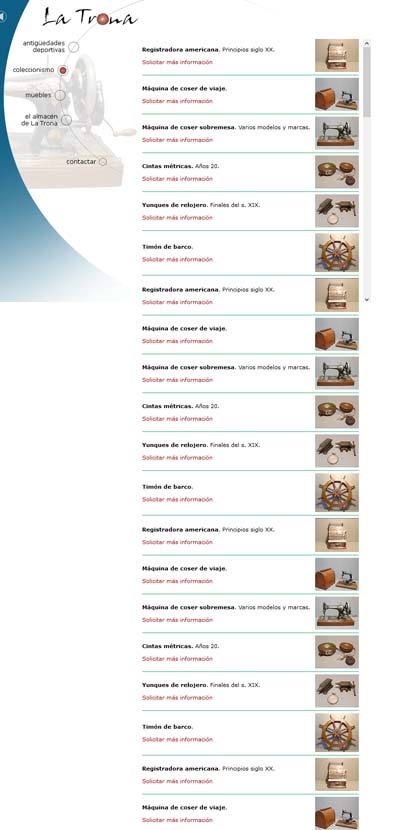 La Trona
antigüedades
deportivas
coleccionismo
muebles
el almacén
de La Trona
contactar
Registradora americana. Principios siglo XX.
Solicitar más información
Máquina de coser de viaje.
Solicitar más información
Máquina de coser sobremesa. Varios modelos y marcas.
Solicitar más información
Cintas métricas. Años 20.
Solicitar más información
Yunques de relojero. Finales del s. XIX.
Solicitar más información
Timón de barco.
Solicitar más información
Registradora americana. Principios siglo XX.
Solicitar más información
Máquina de coser de viaje.
Solicitar más información
Máquina de coser sobremesa. Varios modelos y marcas.
Solicitar más información
Cintas métricas. Años 20.
Solicitar más información
Yunques de relojero. Finales del s. XIX.
Solicitar más información
Timón de barco.
Solicitar más información
Registradora americana. Principios siglo XX.
Solicitar más información
Máquina de coser de viaje.
Solicitar más información
Máquina de coser sobremesa. Varios modelos y marcas.
Solicitar más información
Cintas métricas. Años 20.
Solicitar más información
Yunques de relojero. Finales del s. XIX.
Solicitar más información
Timón de barco.
Solicitar más información
Registradora americana. Principios siglo XX.
Solicitar más información
Máquina de coser de viaje.
Solicitar más información